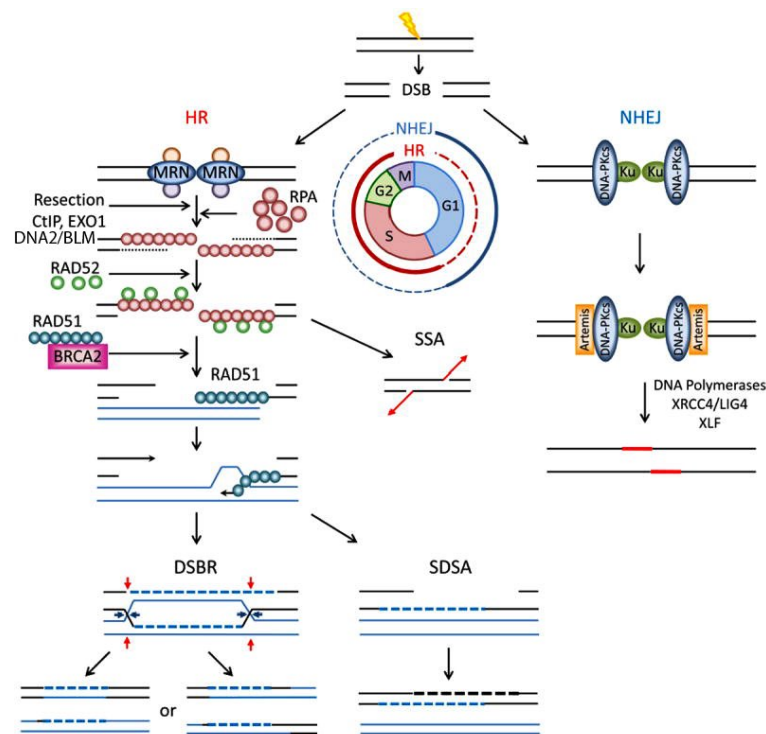 DSB
HR
NHEJ
NHEJ
HR
M
G2
G1
S
MRN
MRN
Resection
CtIP, EXO1
DNA2/BLM
RPA
RAD52
RAD51
BRCA2
RAD51
SSA
DNA-PKcs
Ku
Ku
DNA-PKcs
Artemis
DNA-PKcs
Ku
Ku
DNA-PKcs
Artemis
DNA Polymerases
XRCC4/LIG4
XLF
DSBR
SDSA
or